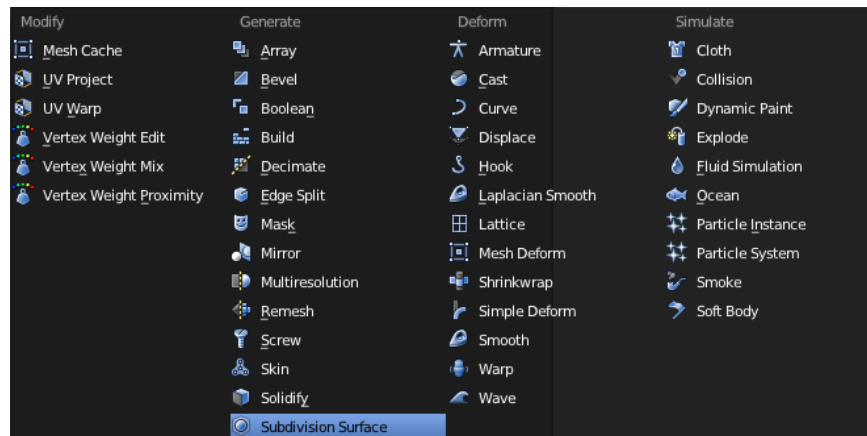 Modify
Mesh Cache
UV Project
UV Warp
Vertex Weight Edit
Vertex Weight Mix
Vertex Weight Proximity
Generate
Array
Bevel
Boolean
Build
Decimate
Edge Split
Mask
Mirror
Multiresolution
Remesh
Screw
Skin
Solidify
Subdivision Surface
Deform
Armature
Cast
Curve
Displace
Hook
Laplacian Smooth
Lattice
Mesh Deform
Shrinkwrap
Simple Deform
Smooth
Warp
Wave
Simulate
Cloth
Collision
Dynamic Paint
Explode
Fluid Simulation
Ocean
Particle Instance
Particle System
Smoke
Soft Body